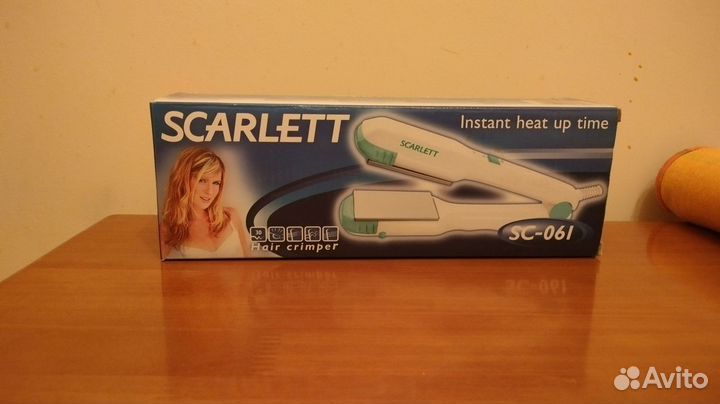 SCARLETT
Instant heat up time
SCARLETT
30
Hair crimper
SC-061
Avito